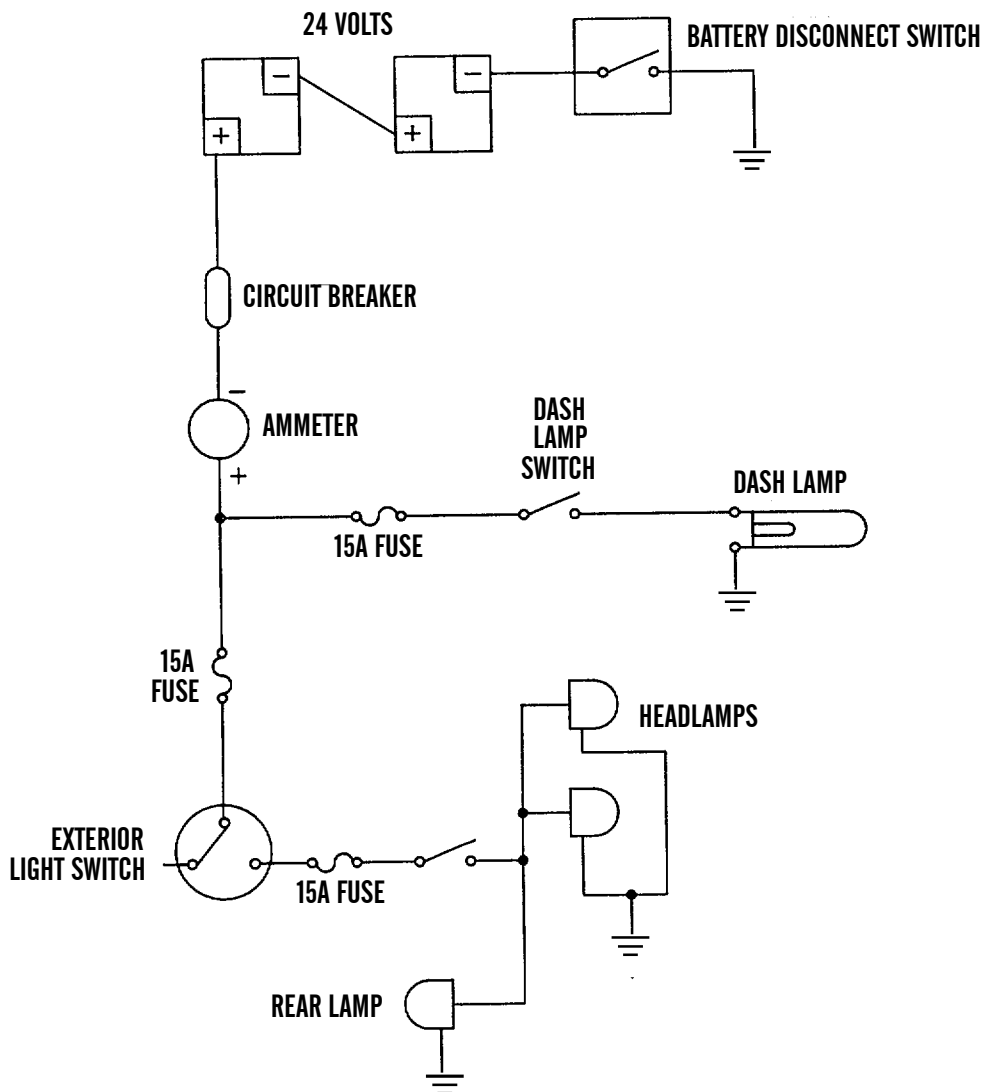 24 VOLTS
BATTERY DISCONNECT SWITCH
−
−
+
+
CIRCUIT BREAKER
−
AMMETER
+
DASH
LAMP
SWITCH
DASH LAMP
15A FUSE
15A
FUSE
HEADLAMPS
EXTERIOR
LIGHT SWITCH
15A FUSE
REAR LAMP